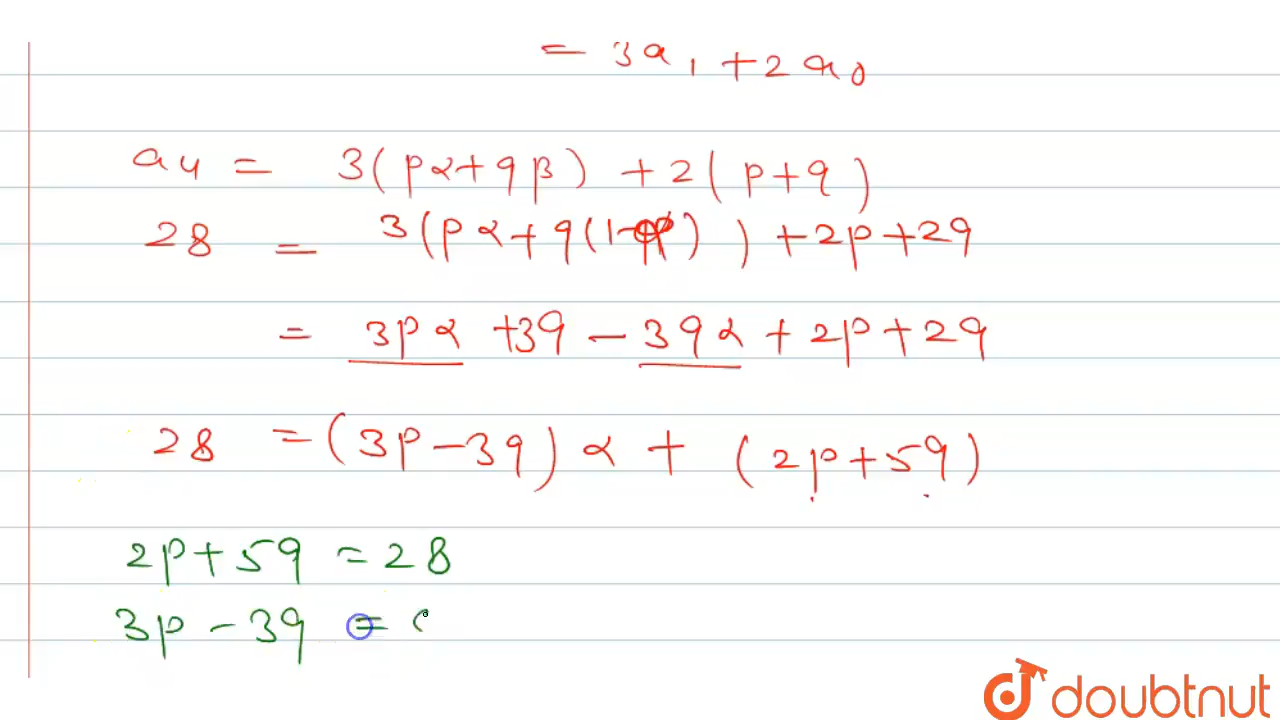 = 3a₁ + 2a₀
a₄ = 3(pα + qβ) + 2(p + q)
28 = 3(pα + q(1-α)) + 2p + 2q
= 3pα + 3q - 3qα + 2p + 2q
28 = (3p - 3q)α + (2p + 5q)
2p + 5q = 28
3p - 3q =
doubtnut